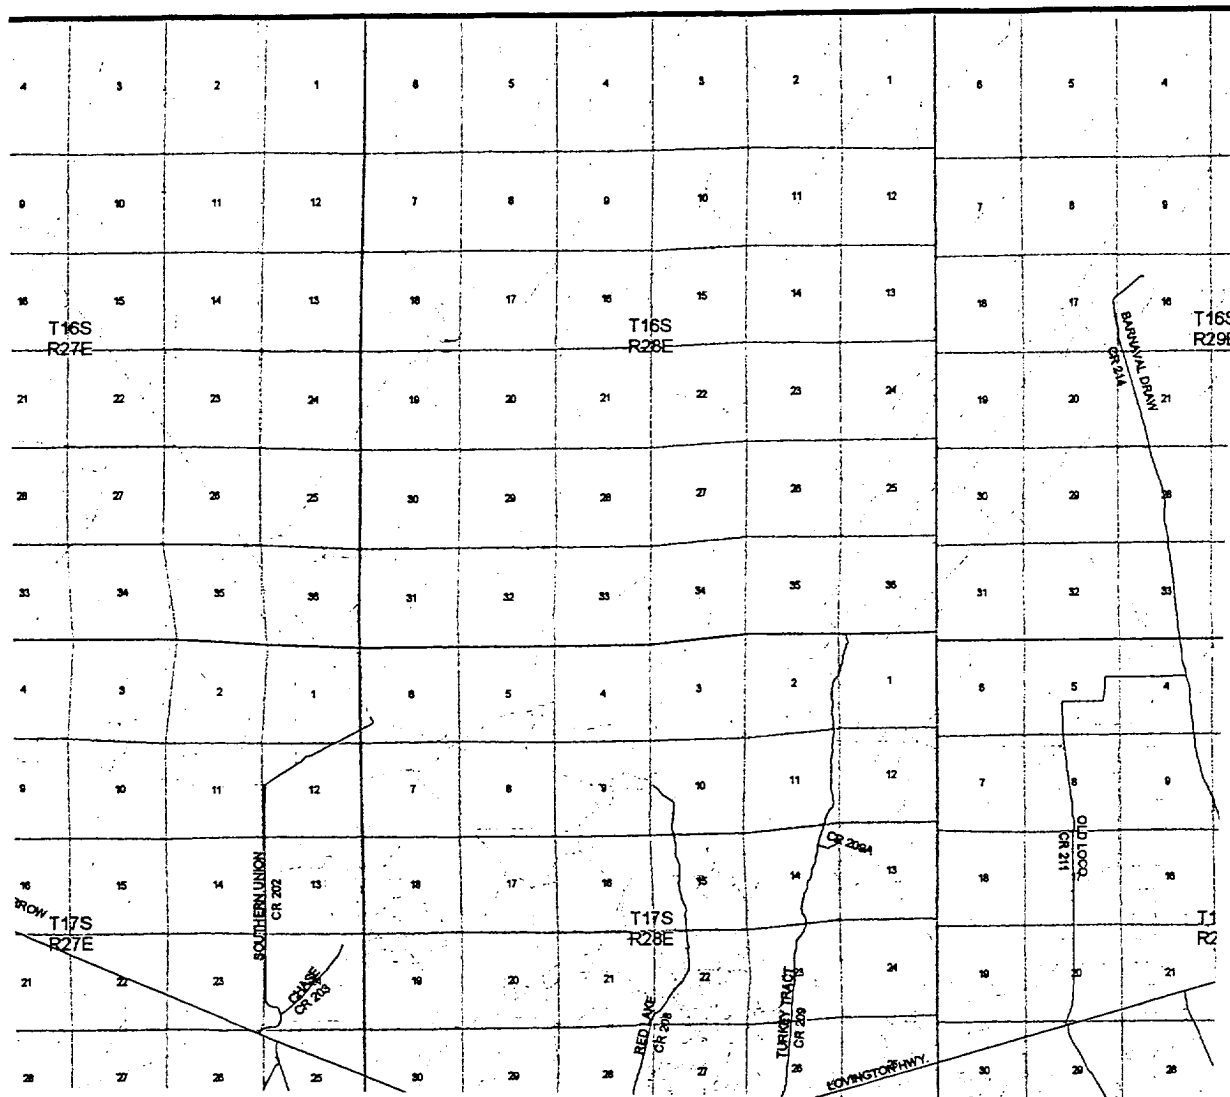 4 3 2 1 6 5 4 3 2 1 6 5 4
9 10 11 12 7 8 9 10 11 12 7 8 9
16 15 14 13 18 17 16 15 14 13 18 17 16
T16S
R27E
T16S
R28E
BARNAVAL DRAW
CR 214
T16S
R29E
21 22 23 24 19 20 21 22 23 24 19 20 21
28 27 26 25 30 29 28 27 26 25 30 29 28
33 34 35 36 31 32 33 34 35 36 31 32 33
4 3 2 1 6 5 4 3 2 1 6 5 4
9 10 11 12 7 8 9 10 11 12 7 8 9
CR 209A
OLD LOCO
CR 211
16 15 14 13 18 17 16 15 14 13 18 16
SOUTHERN UNION
CR 202
RROW
T17S
R27E
T17S
R28E
T1
R2
21 22 23 19 20 21 22 23 24 19 20 21
CHASE
CR 203
RED LAKE
CR 208
TURKEY TRACT
CR 209
LOVINGTON HWY.
28 27 26 25 30 29 28 27 30 29 28